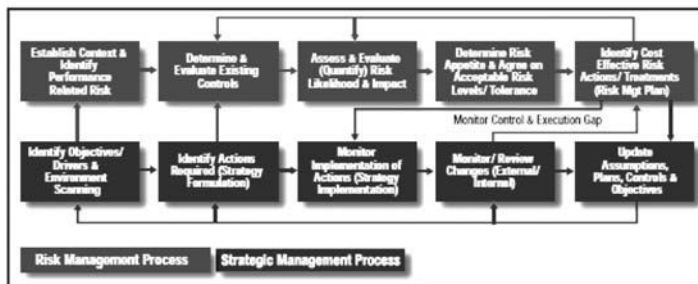 Establish Context &
Identify
Performance
Related Risk
Determine &
Evaluate Existing
Controls
Assess & Evaluate
(Quantify) Risk
Likelihood & Impact
Determine Risk
Appetite & Agree on
Acceptable Risk
Levels/ Tolerance
Identify Cost
Effective Risk
Actions/ Treatments
(Risk Mgt Plan)
Monitor Control & Execution Gap
Identify Objectives/
Drivers &
Environment
Scanning
Identify Actions
Required (Strategy
Formulation)
Monitor
Implementation of
Actions (Strategy
Implementation)
Monitor/ Review
Changes (External/
Internal)
Update
Assumptions,
Plans, Controls &
Objectives
Risk Management Process
Strategic Management Process